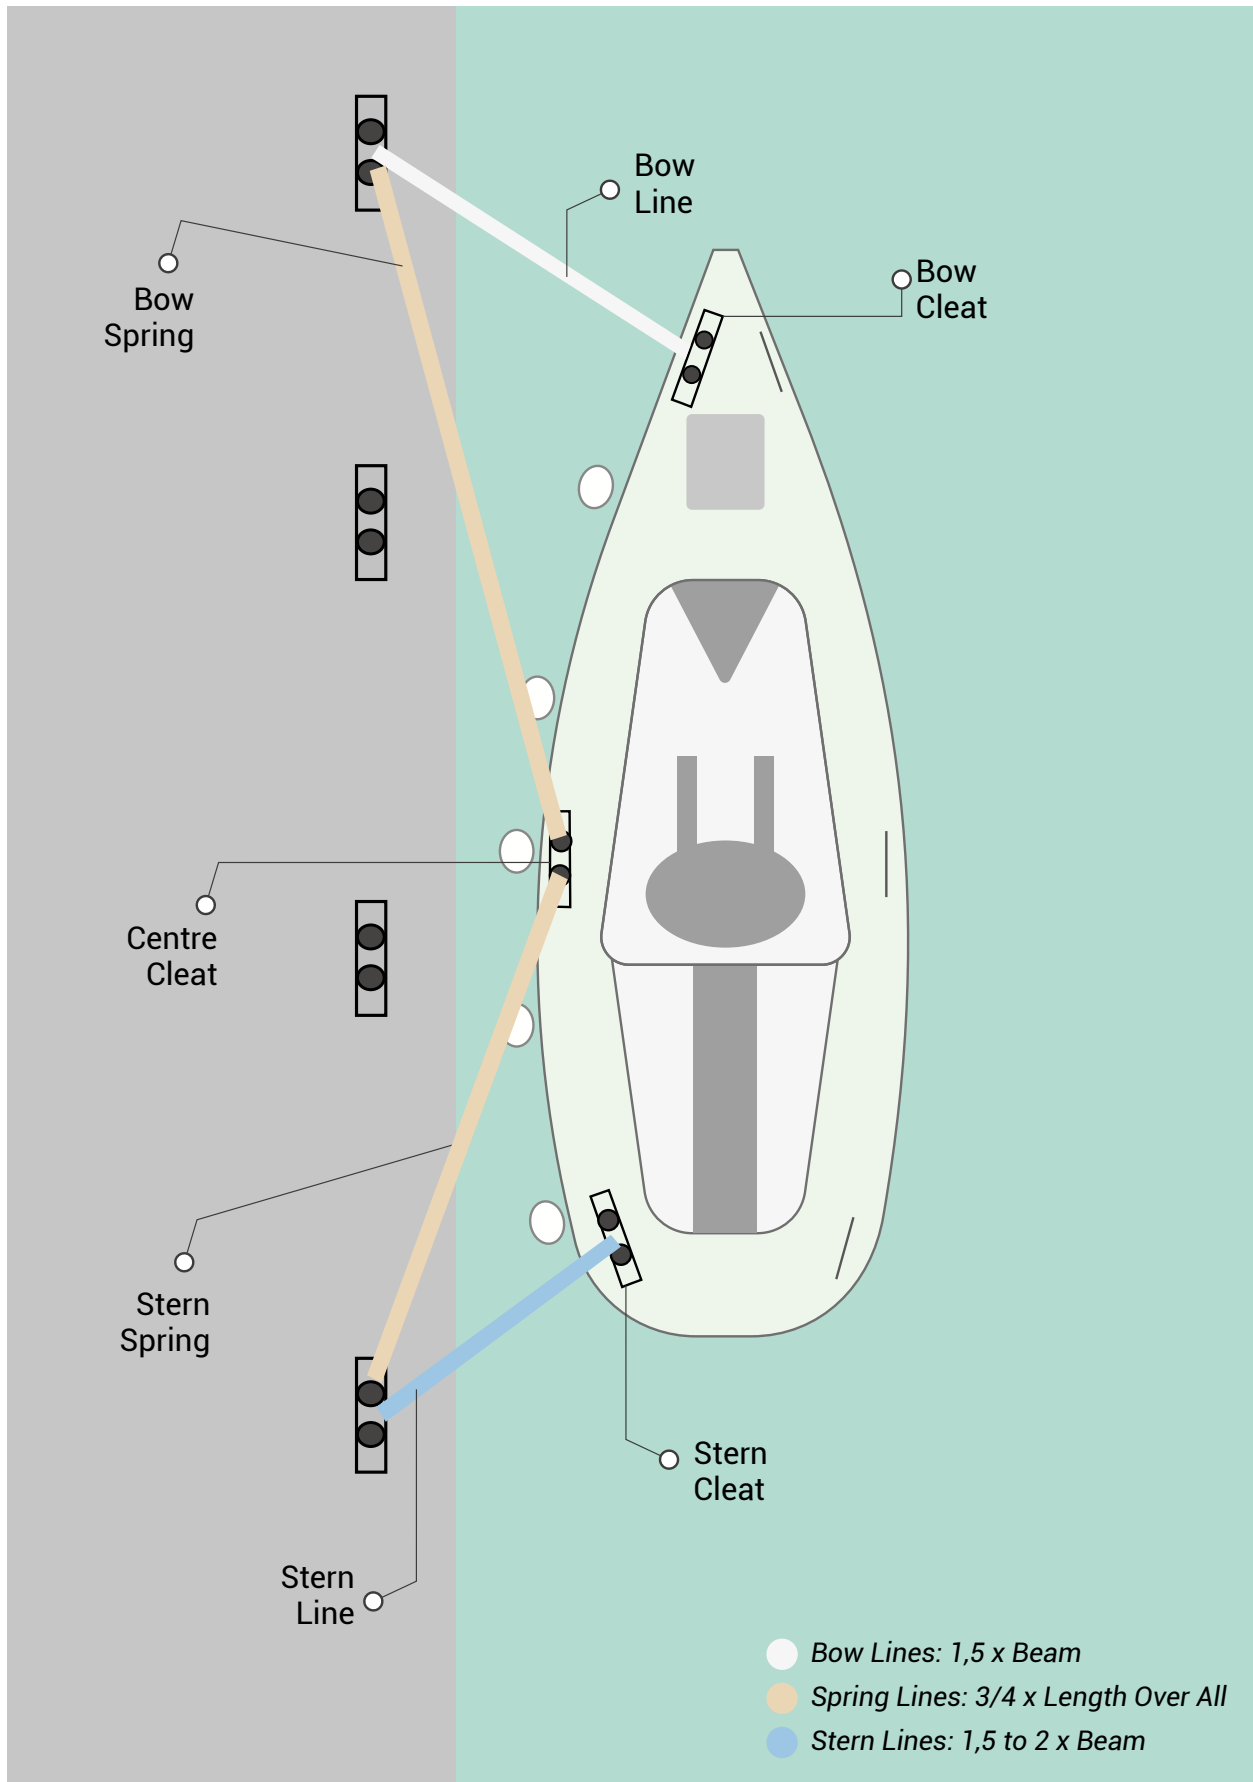 Bow
Line
Bow
Cleat
Bow
Spring
Centre
Cleat
Stern
Spring
Stern
Cleat
Stern
Line
Bow Lines: 1,5 x Beam
Spring Lines: 3/4 x Length Over All
Stern Lines: 1,5 to 2 x Beam